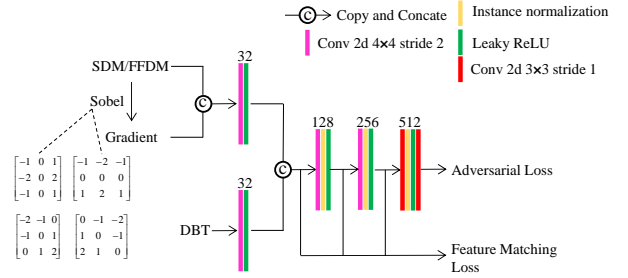 Copy and Concate
Instance normalization
Conv 2d 4×4 stride 2
Leaky ReLU
Conv 2d 3×3 stride 1
SDM/FFDM
Sobel
Gradient
32
c
-1 0 1
-2 0 2
-1 0 1
-1 -2 -1
0 0 0
1 2 1
-2 -1 0
-1 0 1
0 1 2
0 -1 -2
1 0 -1
2 1 0
DBT
32
c
128
256
512
Adversarial Loss
Feature Matching
Loss
c